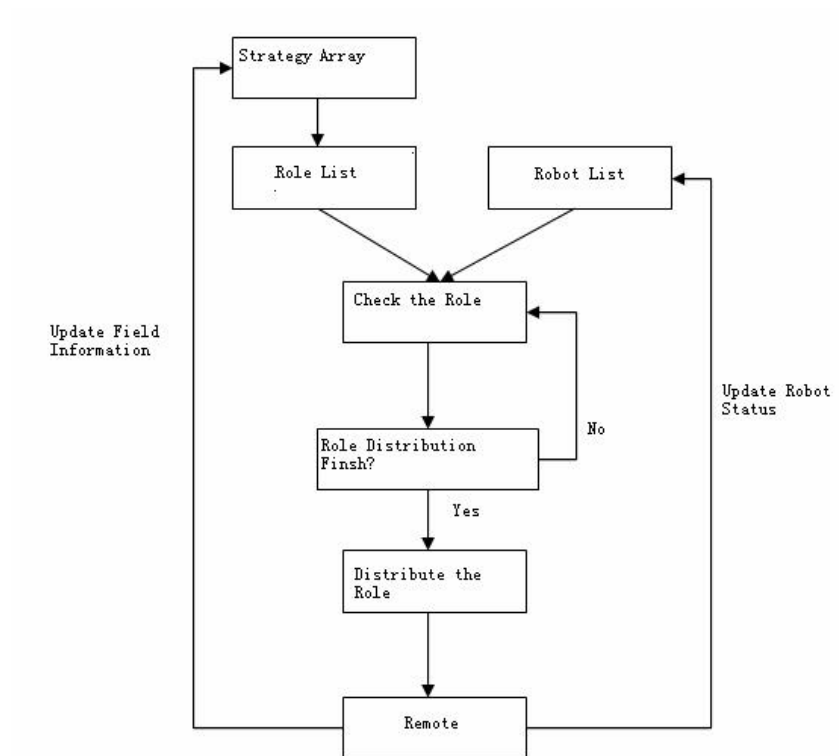 Strategy Array
Role List
Robot List
Check the Role
Update Field
Information
Update Robot
Status
No
Role Distribution
Finsh?
Yes
Distribute the
Role
Remote